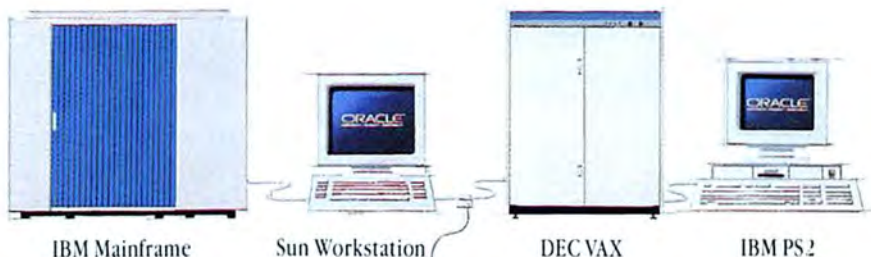 ORACLE
ORACLE
IBM Mainframe
Sun Workstation
DEC VAX
IBM PS2